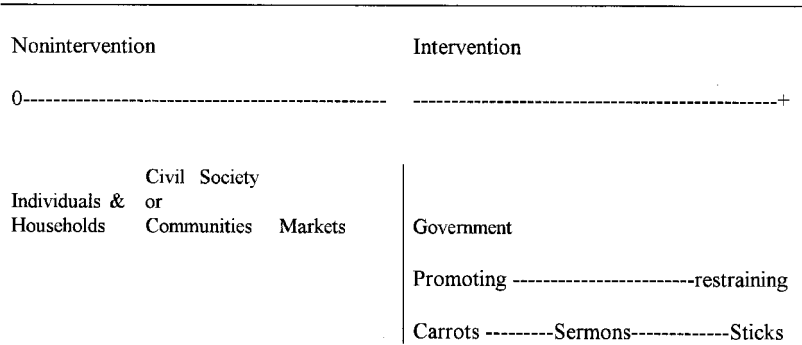 Nonintervention Intervention
0------------------------------------------------ ------------------------------------------------+
Civil Society
Individuals & or
Households Communities Markets Government
Promoting ------------------------restraining
Carrots ---------Sermons-------------Sticks